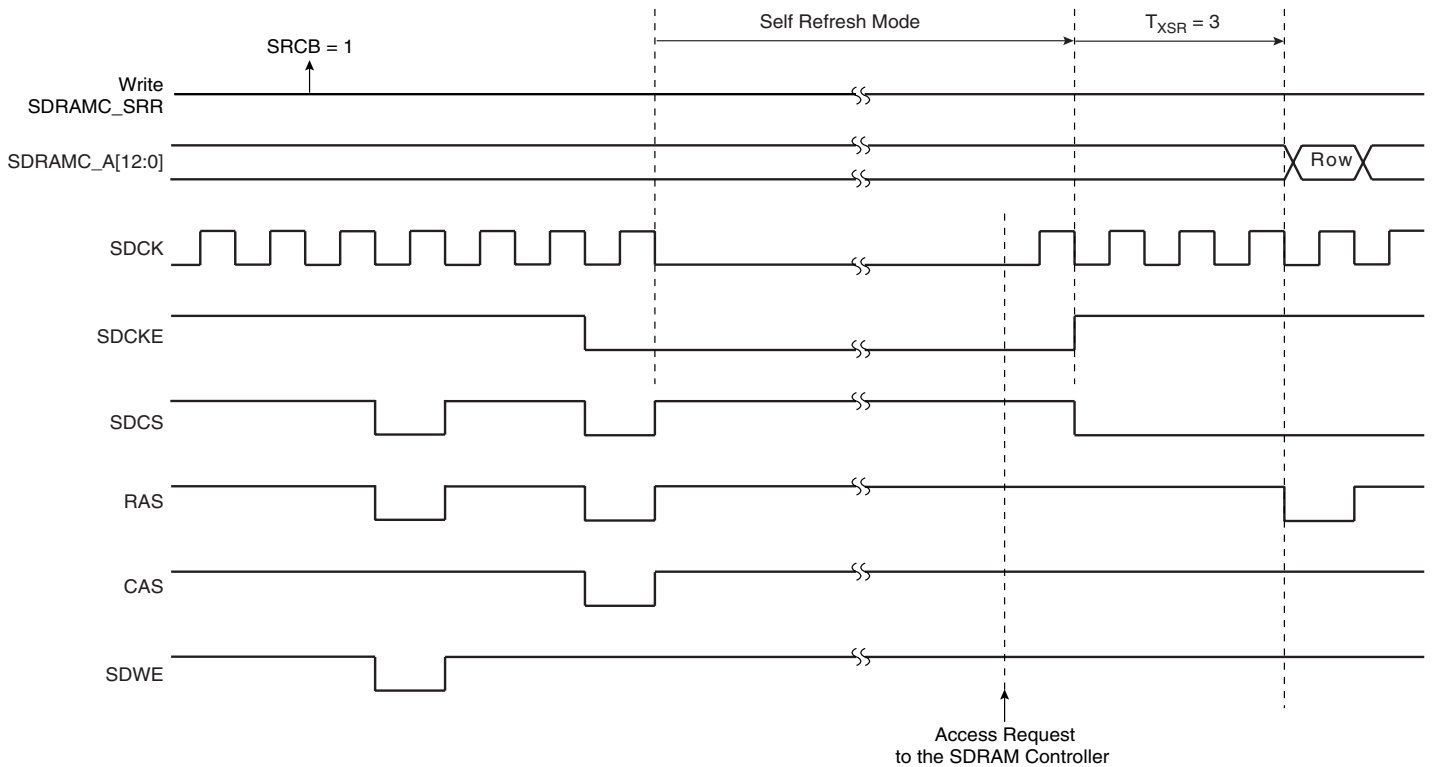 Self Refresh Mode
TXSR = 3
SRCB = 1
Write
SDRAMC_SRR
SDRAMC_A[12:0]
Row
SDCK
SDCKE
SDCS
RAS
CAS
SDWE
Access Request
to the SDRAM Controller